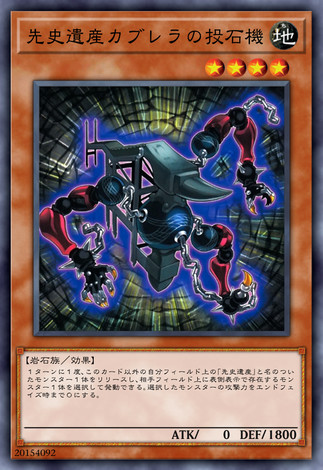 先史遺産カブレラの投石機
地
【岩石族／効果】
１ターンに１度、このカード以外の自分フィールド上の「先史遺産」と名のつい
たモンスター１体をリリースし、相手フィールド上に表側表示で存在するモンス
ター１体を選択して発動できる。選択したモンスターの攻撃力をエンドフェ
イズ時まで０にする。
ATK/ 0 DEF/1800
20154092